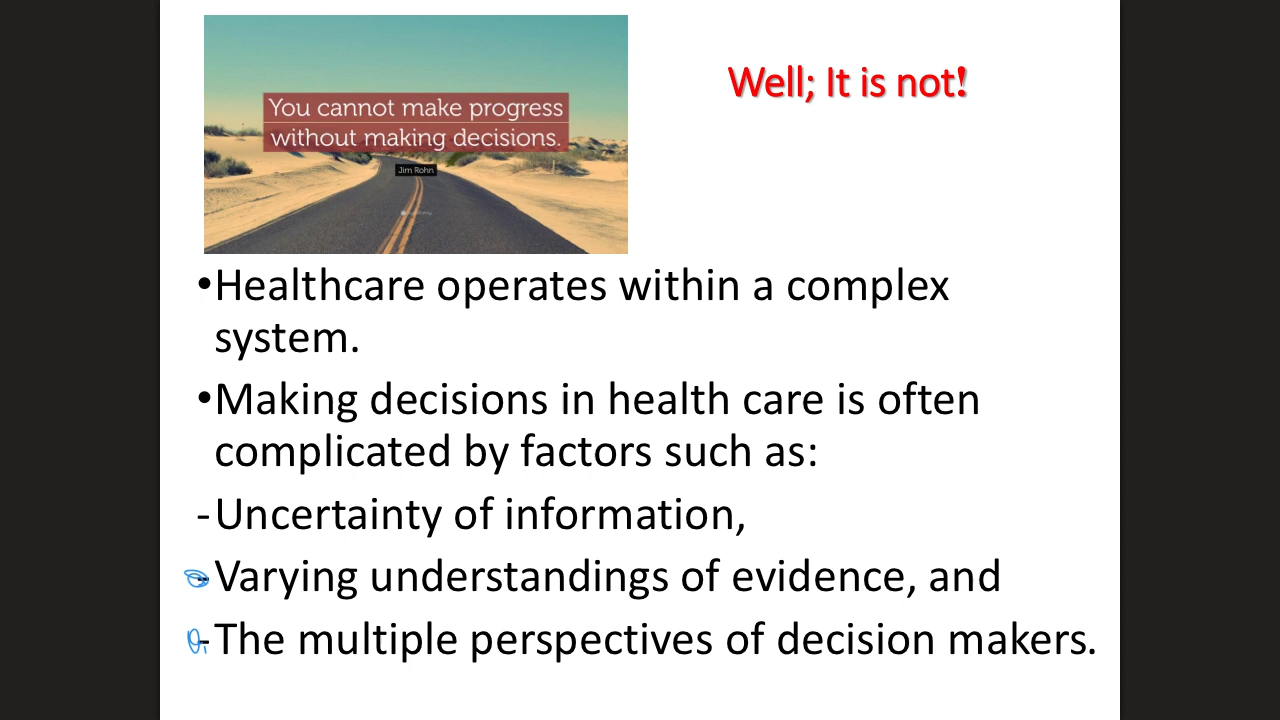 You cannot make progress
without making decisions.
Jim Rohn
Well; It is not!
•Healthcare operates within a complex
system.
•Making decisions in health care is often
complicated by factors such as:
-Uncertainty of information,
-Varying understandings of evidence, and
-The multiple perspectives of decision makers.